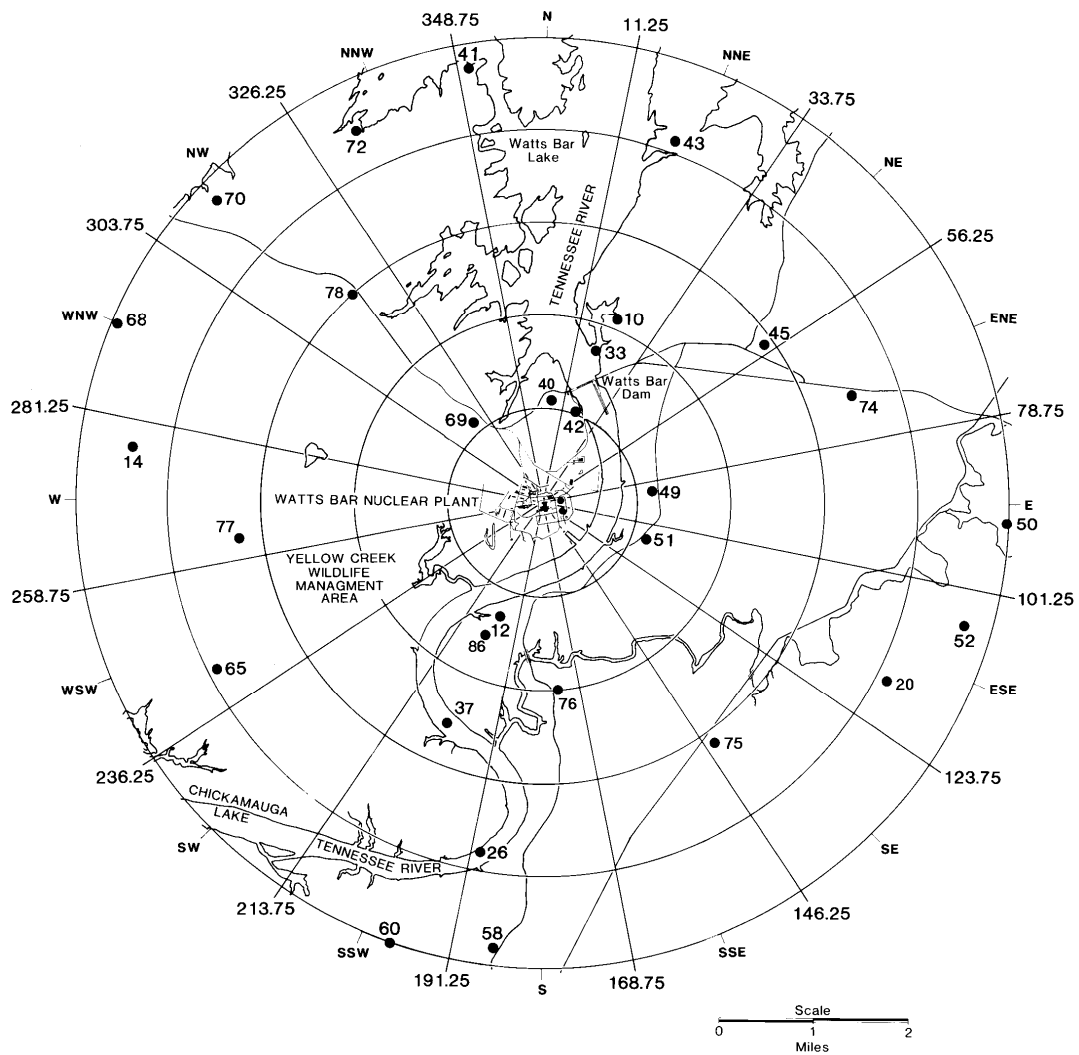 348.75
N
11.25
NNW
41
NNE
326.25
33.75
72
Watts Bar
Lake
43
NW
NE
70
TENNESSEE RIVER
303.75
56.25
78
WNW
68
10
ENE
45
33
40
Watts Bar
Dam
74
281.25
69
42
78.75
14
W
WATTS BAR NUCLEAR PLANT
49
E
50
77
51
YELLOW CREEK
WILDLIFE
MANAGMENT
AREA
258.75
101.25
12
52
86
65
WSW
20
ESE
76
37
75
236.25
123.75
CHICKAMAUGA
LAKE
SW
TENNESSEE RIVER
26
SE
213.75
146.25
60
58
SSW
SSE
191.25
168.75
S
Scale
0 1 2
Miles